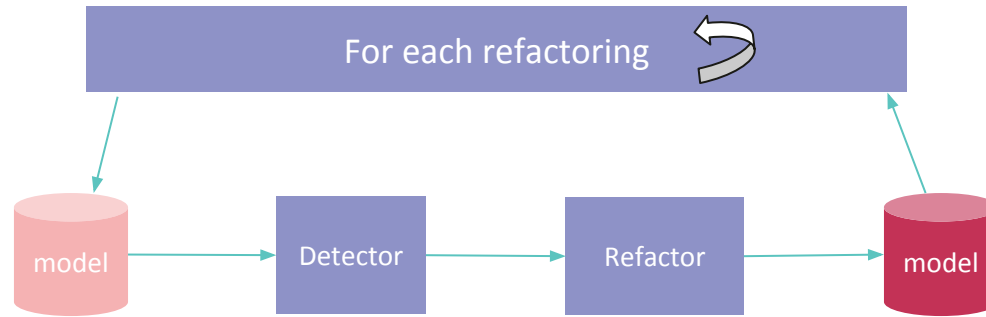 For each refactoring
model
Detector
Refactor
model